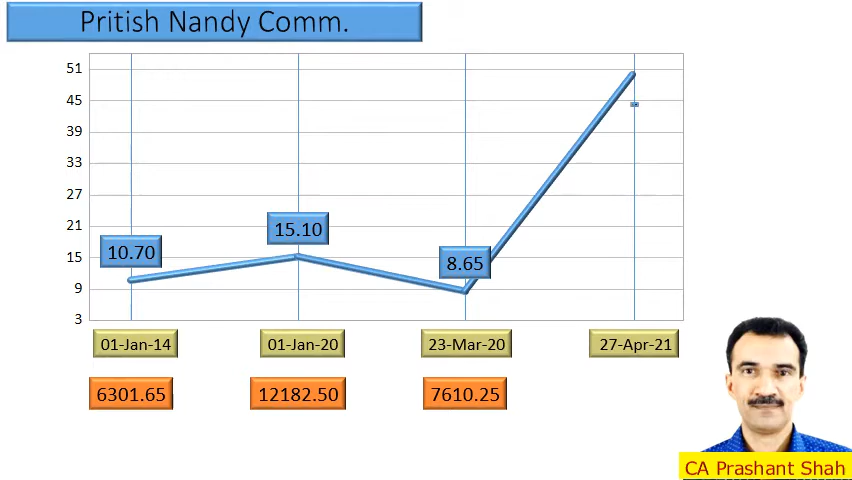 Pritish Nandy Comm.
51
45
39
33
27
21
15
9
3
10.70
15.10
8.65
01-Jan-14
01-Jan-20
23-Mar-20
27-Apr-21
6301.65
12182.50
7610.25
CA Prashant Shah